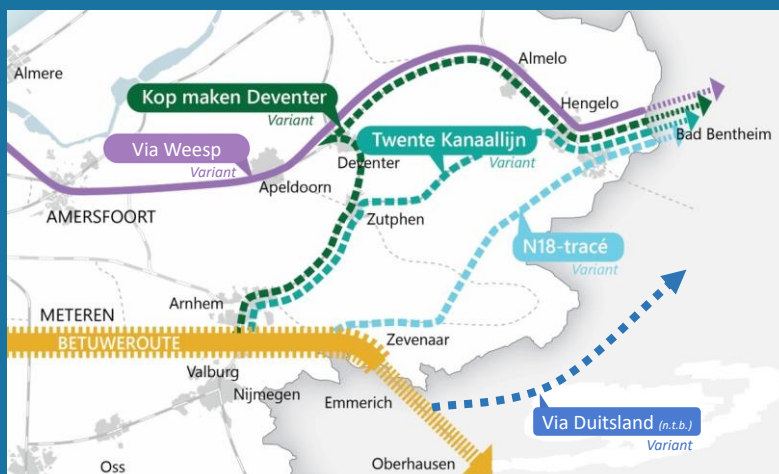 Almere
Almelo
Kop maken Deventer
Variant
Hengelo
Via Weesp
Variant
Twente Kanaallijn
Variant
Bad Bentheim
Deventer
Apeldoorn
AMERSFOORT
Zutphen
N18-tracé
Variant
Arnhem
METEREN
BETUWEROUTE
Zevenaar
Valburg
Nijmegen
Emmerich
Via Duitsland (n.t.b.)
Variant
Oss
Oberhausen